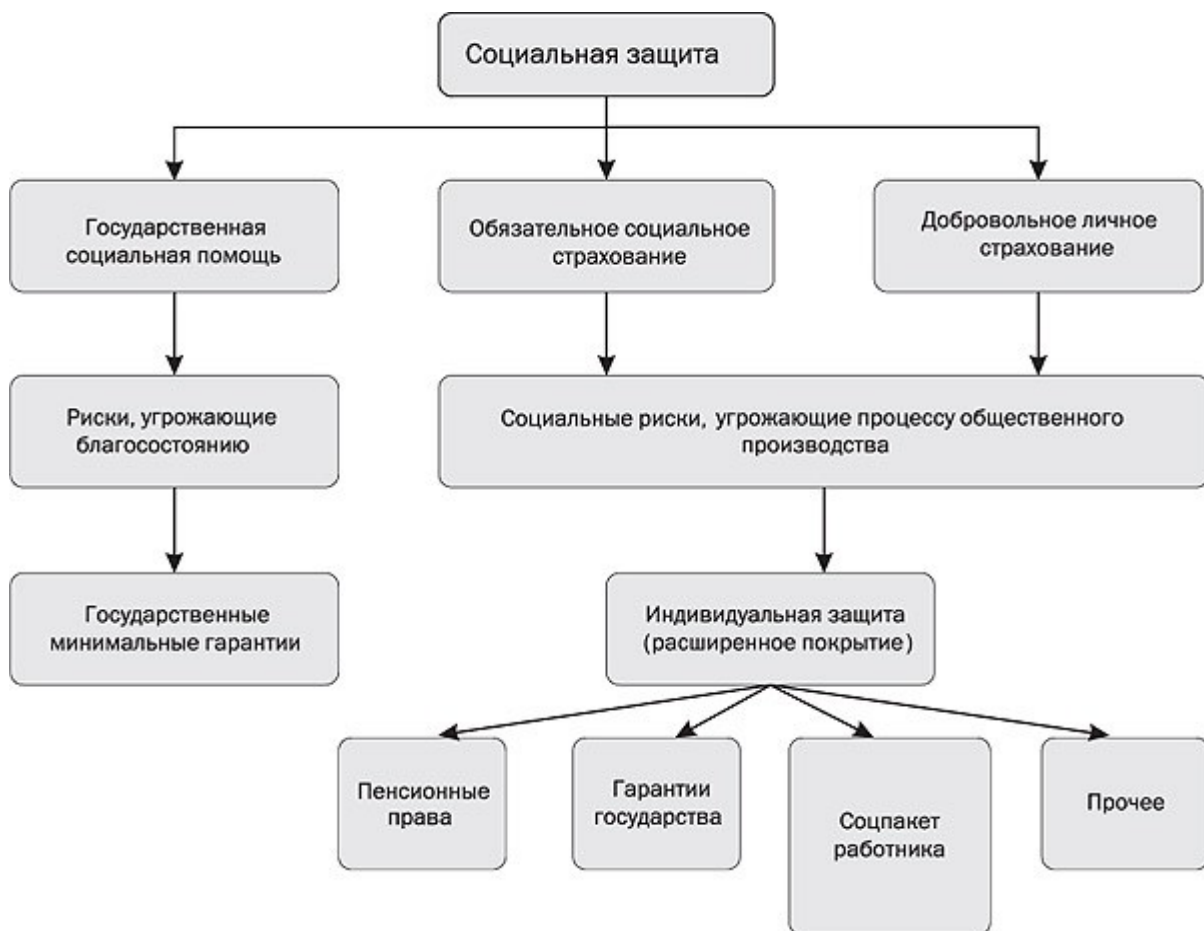 Социальная защита
Государственная
социальная помощь
Обязательное социальное
страхование
Добровольное личное
страхование
Риски, угрожающие
благосостоянию
Социальные риски, угрожающие процессу общественного
производства
Государственные
минимальные гарантии
Индивидуальная защита
(расширенное покрытие)
Пенсионные
права
Гарантии
государства
Соцпакет
работника
Прочее